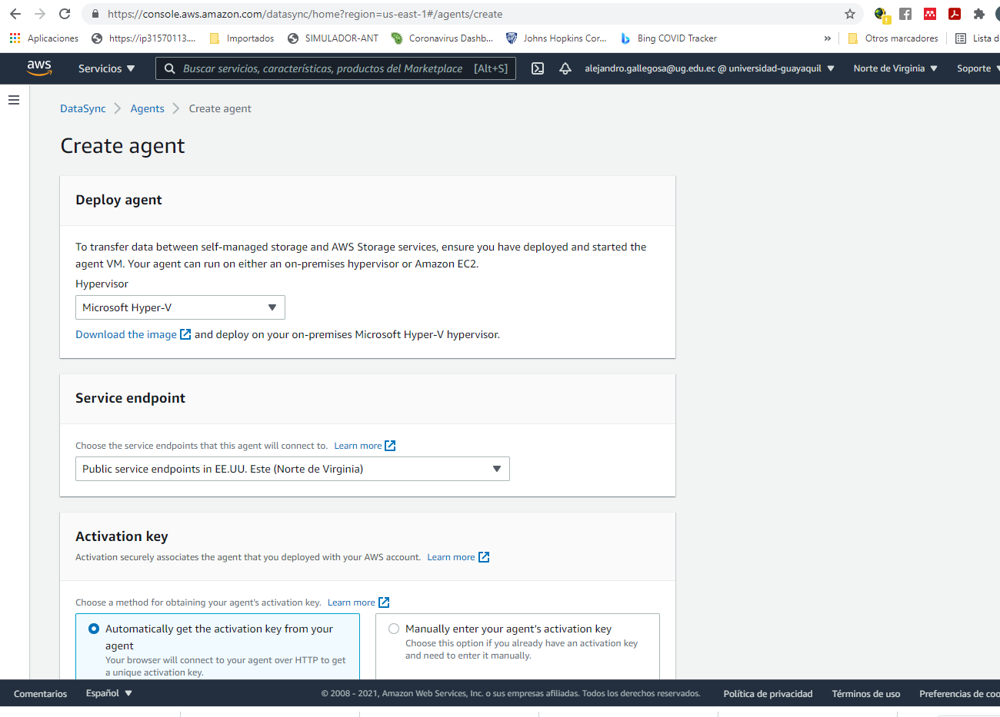 https://console.aws.amazon.com/datasync/home?region=us-east-1#/agents/create
Aplicaciones https://ip31570113.... Importados SIMULADOR-ANT Coronavirus Dashb... Johns Hopkins Cor... Bing COVID Tracker » Otros marcadores Lista d
aws Servicios Buscar servicios, características, productos del Marketplace [Alt+S] alejandro.gallegosa@ug.edu.ec @ universidad-guayaquil Norte de Virginia Soporte
DataSync Agents Create agent
Create agent
Deploy agent
To transfer data between self-managed storage and AWS Storage services, ensure you have deployed and started the
agent VM. Your agent can run on either an on-premises hypervisor or Amazon EC2.
Hypervisor
Microsoft Hyper-V
Download the image and deploy on your on-premises Microsoft Hyper-V hypervisor.
Service endpoint
Choose the service endpoints that this agent will connect to. Learn more
Public service endpoints in EE.UU. Este (Norte de Virginia)
Activation key
Activation securely associates the agent that you deployed with your AWS account. Learn more
Choose a method for obtaining your agent's activation key. Learn more
Automatically get the activation key from your
agent
Your browser will connect to your agent over HTTP to get
a unique activation key.
Manually enter your agent's activation key
Choose this option if you already have an activation key
and need to enter it manually.
Comentarios Español © 2008 - 2021, Amazon Web Services, Inc. o sus empresas afiliadas. Todos los derechos reservados. Política de privacidad Términos de uso Preferencias de coo